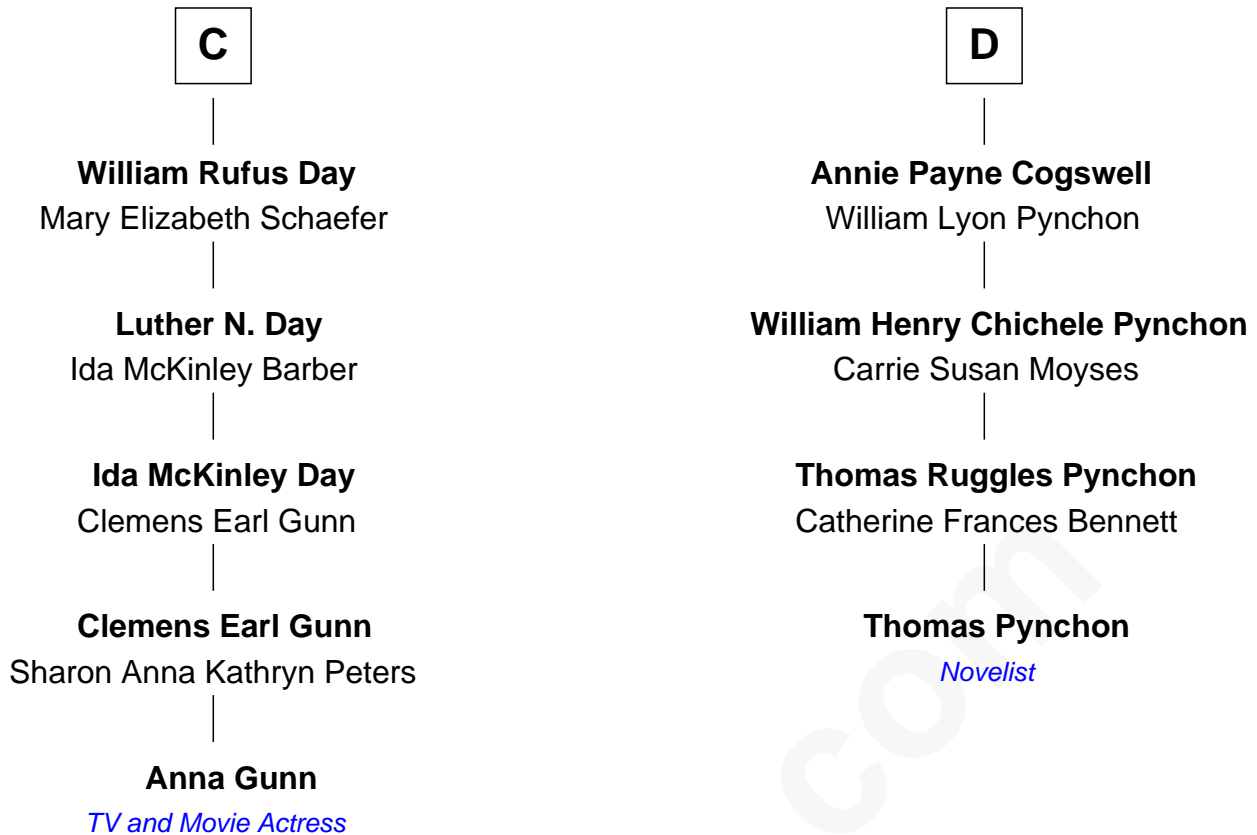 C
William Rufus Day
Mary Elizabeth Schaefer
Luther N. Day
Ida McKinley Barber
Ida McKinley Day
Clemens Earl Gunn
Clemens Earl Gunn
Sharon Anna Kathryn Peters
Anna Gunn
TV and Movie Actress
D
Annie Payne Cogswell
William Lyon Pynchon
William Henry Chichele Pynchon
Carrie Susan Moyses
Thomas Ruggles Pynchon
Catherine Frances Bennett
Thomas Pynchon
Novelist
com